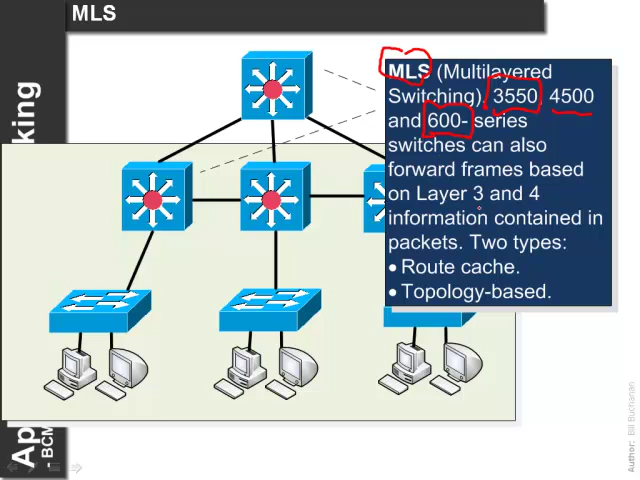 MLS
MLS (Multilayered
Switching), 3550, 4500
and 600- series
switches can also
forward frames based
on Layer 3 and 4
information contained in
packets. Two types:
• Route cache.
• Topology-based.
Ap
king
- BCM
Author: Bill Buchanan